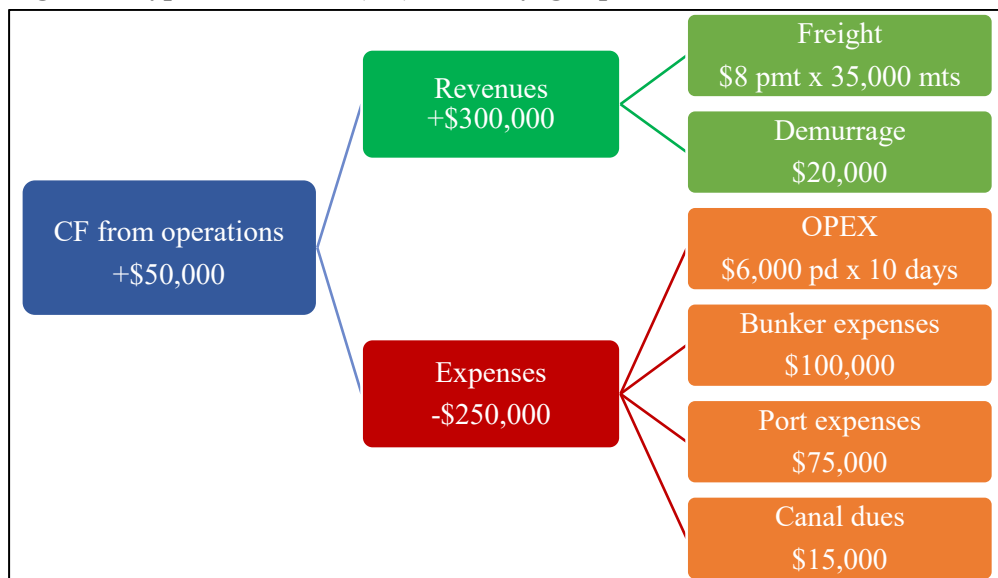 CF from operations
+$50,000
Revenues
+$300,000
Freight
$8 pmt x 35,000 mts
Demurrage
$20,000
Expenses
-$250,000
OPEX
$6,000 pd x 10 days
Bunker expenses
$100,000
Port expenses
$75,000
Canal dues
$15,000